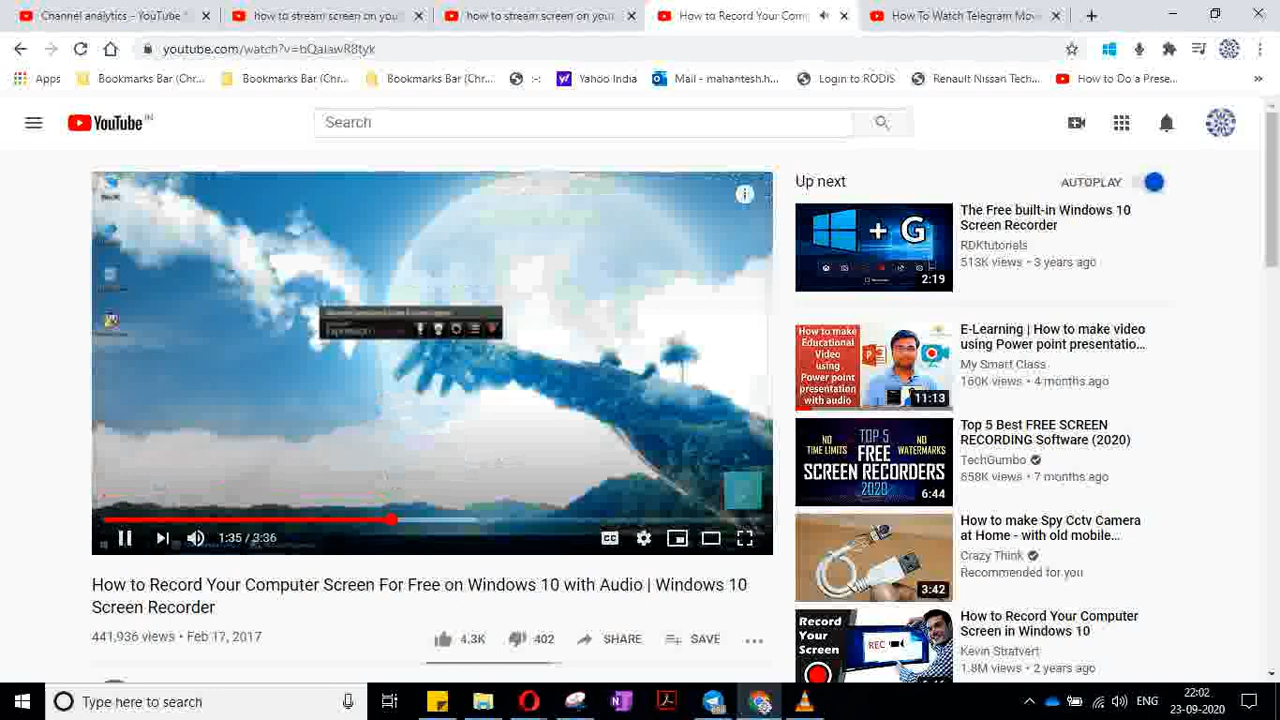 Channel analytics - YouTube
how to stream screen on you
how to stream screen on you
How to Record Your Com
How To Watch Telegram Mov
youtube.com/watch?v=bQaIawR8tyk
Apps
Bookmarks Bar (Chr...
Bookmarks Bar (Chr...
Bookmarks Bar (Chr...
:-:
Yahoo India
Mail - mahantesh.h...
Login to RODIS
Renault Nissan Tech...
How to Do a Prese...
»
YouTube IN
Search
Up next
AUTOPLAY
+ G
2:19
The Free built-in Windows 10
Screen Recorder
RDKtutorials
513K views • 3 years ago
How to make
Educational
Video
using
Power point
presentation
with audio
11:13
E-Learning | How to make video
using Power point presentatio...
My Smart Class
160K views • 4 months ago
NO
TIME LIMITS
TOP 5
FREE
SCREEN RECORDERS
2020
NO
WATERMARKS
6:44
Top 5 Best FREE SCREEN
RECORDING Software (2020)
TechGumbo
658K views • 7 months ago
3:42
How to make Spy Cctv Camera
at Home - with old mobile...
Crazy Think
Recommended for you
Record
Your
Screen
REC
How to Record Your Computer
Screen in Windows 10
Kevin Stratvert
1.8M views • 2 years ago
1:35 / 3:36
CC
How to Record Your Computer Screen For Free on Windows 10 with Audio | Windows 10
Screen Recorder
441,936 views • Feb 17, 2017
4.3K
402
SHARE
SAVE
Type here to search
ENG
22:02
23-09-2020